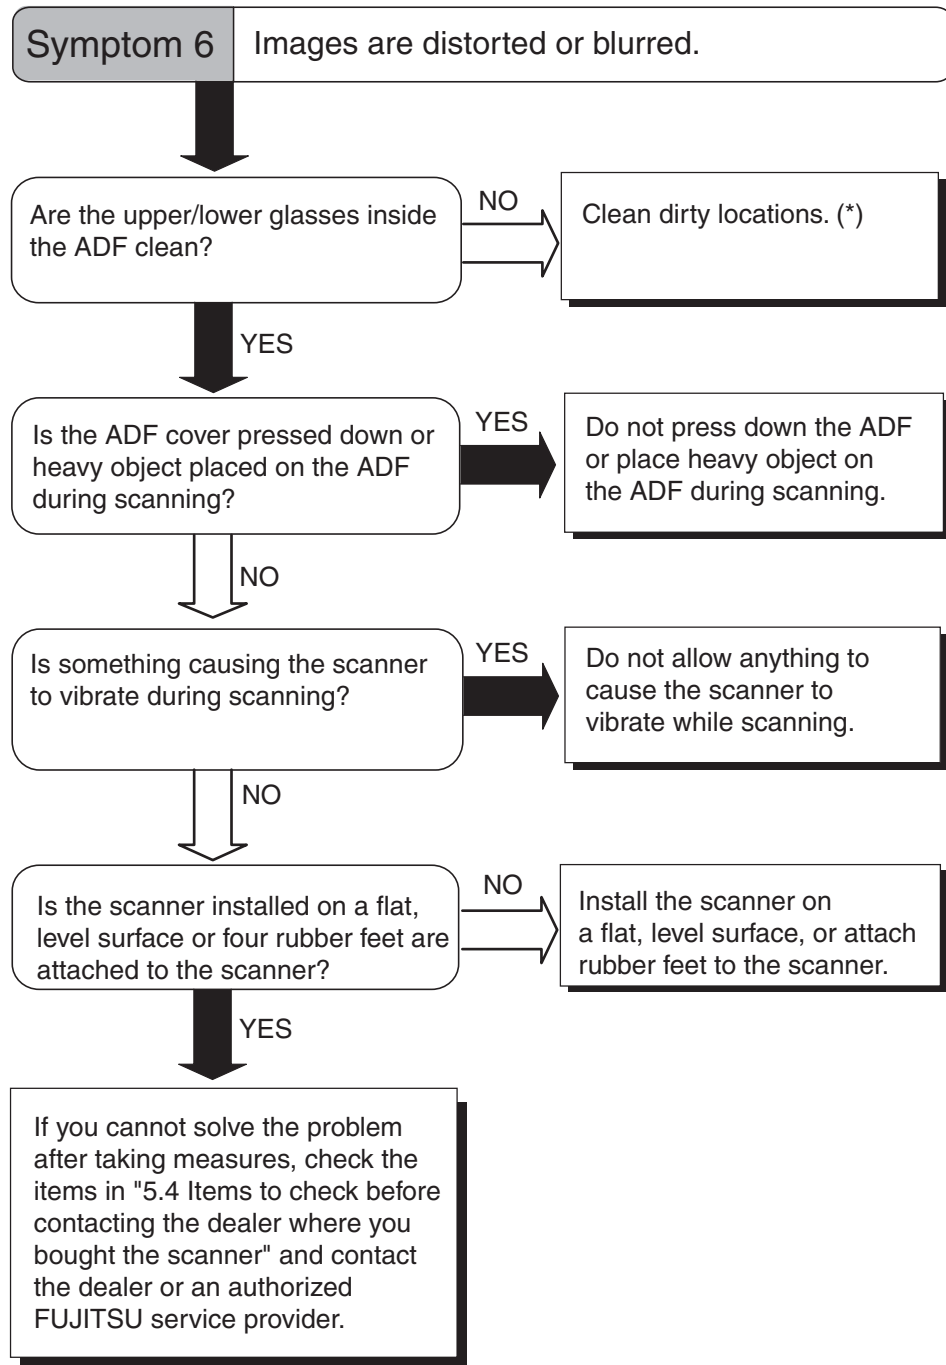 Symptom 6
Images are distorted or blurred.
Are the upper/lower glasses inside
the ADF clean?
NO
Clean dirty locations. (*)
YES
Is the ADF cover pressed down or
heavy object placed on the ADF
during scanning?
YES
Do not press down the ADF
or place heavy object on
the ADF during scanning.
NO
Is something causing the scanner
to vibrate during scanning?
YES
Do not allow anything to
cause the scanner to
vibrate while scanning.
NO
Is the scanner installed on a flat,
level surface or four rubber feet are
attached to the scanner?
NO
Install the scanner on
a flat, level surface, or attach
rubber feet to the scanner.
YES
If you cannot solve the problem
after taking measures, check the
items in "5.4 Items to check before
contacting the dealer where you
bought the scanner" and contact
the dealer or an authorized
FUJITSU service provider.